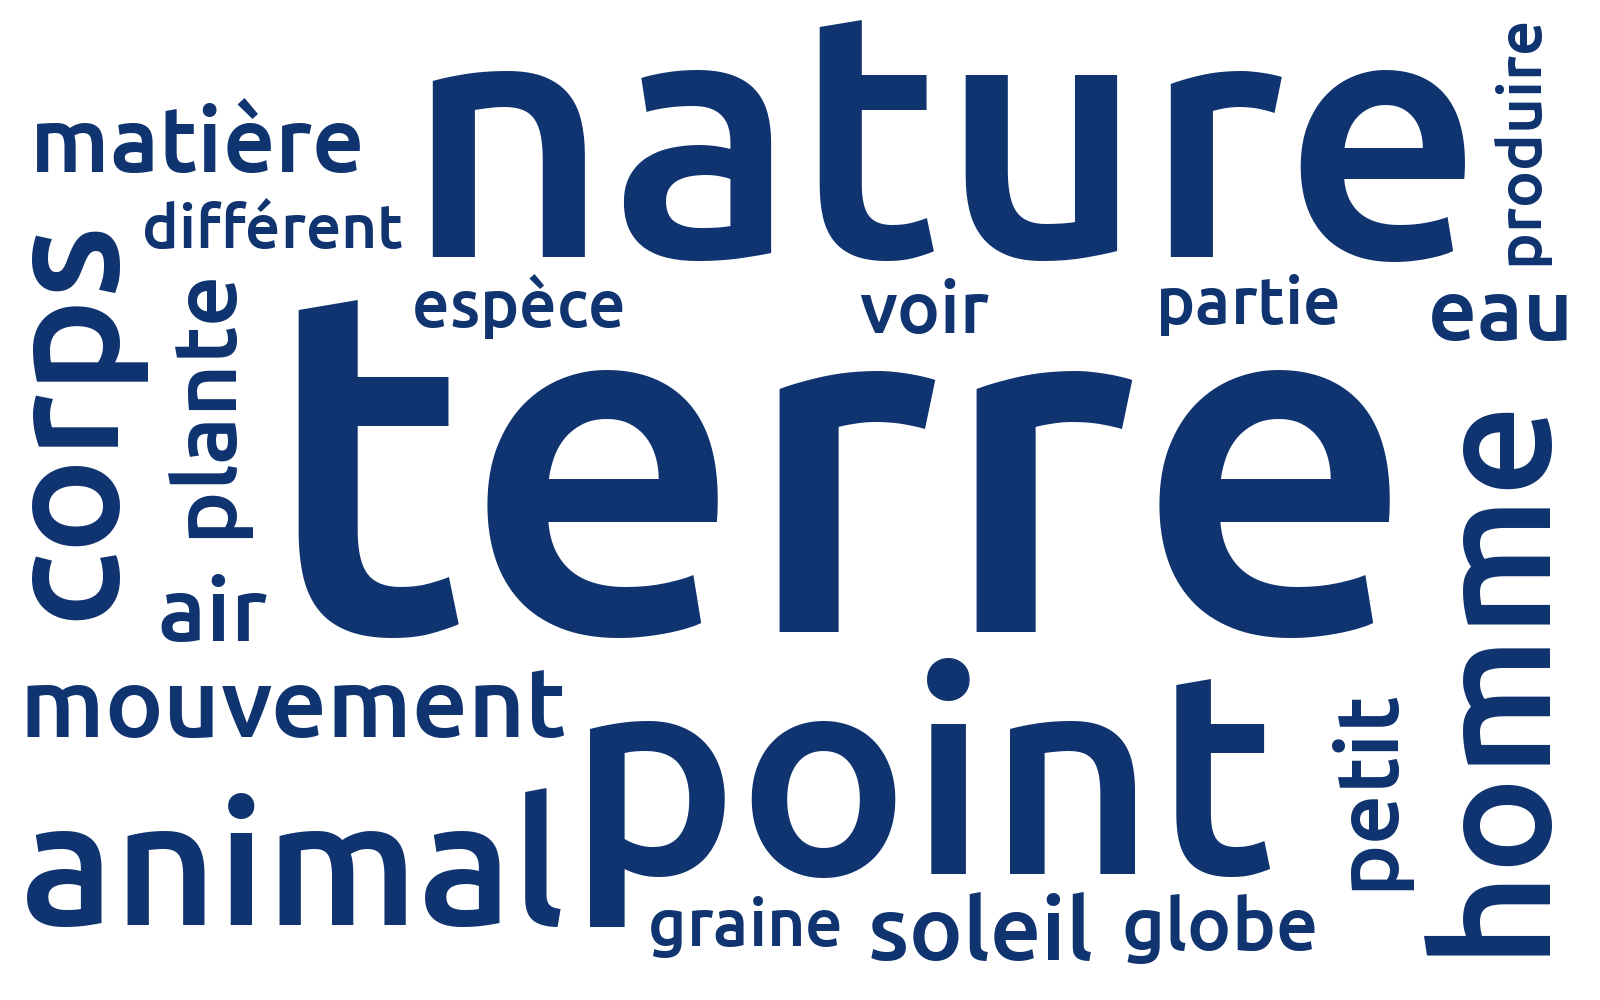 nature
produire
matière
différent
corps
plante
espèce
voir
partie
eau
terre
homme
air
mouvement
point
petit
animal
graine
soleil
globe